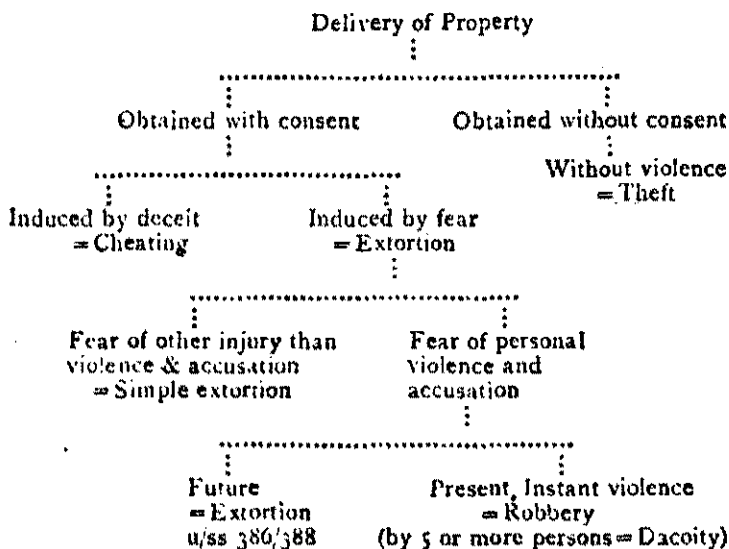 Delivery of Property
Obtained with consent
Obtained without consent
Without violence
= Theft
Induced by deceit
= Cheating
Induced by fear
= Extortion
Fear of other injury than
violence & accusation
= Simple extortion
Fear of personal
violence and
accusation
Future
= Extortion
u/ss 386/388
Present, Instant violence
= Robbery
(by 5 or more persons = Dacoity)